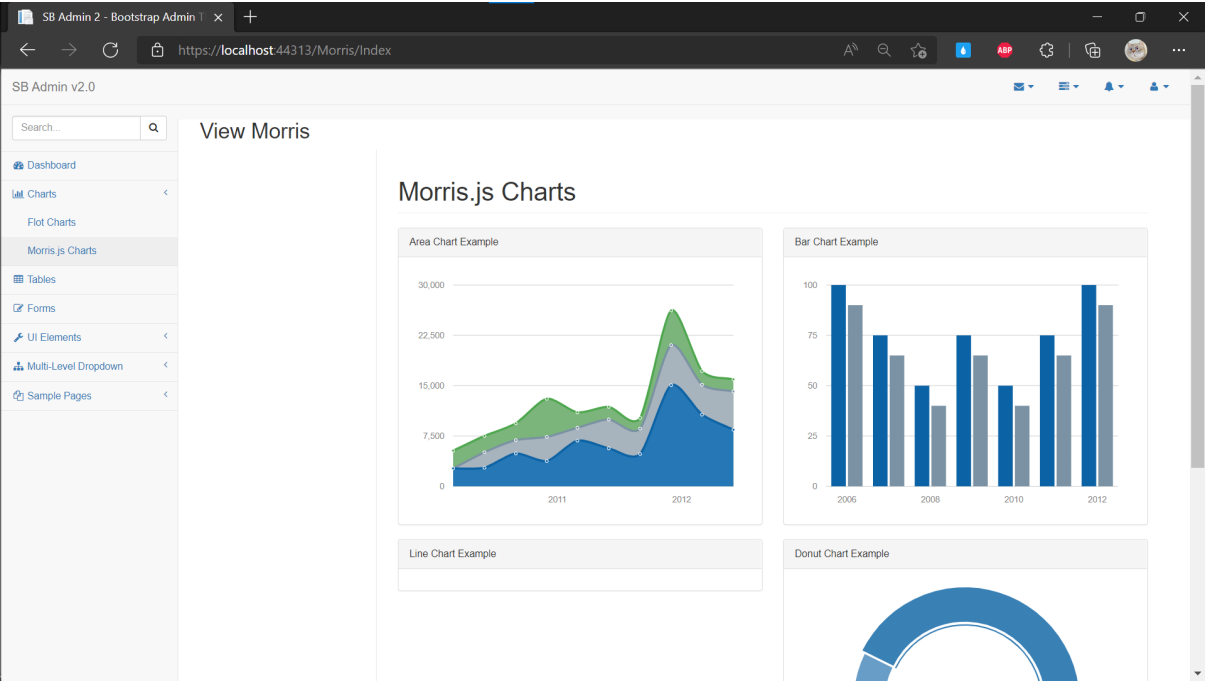 SB Admin 2 - Bootstrap Admin T
https://localhost:44313/Morris/Index
ABP
SB Admin v2.0
Search...
View Morris
Dashboard
Charts
Flot Charts
Morris.js Charts
Tables
Forms
UI Elements
Multi-Level Dropdown
Sample Pages
Morris.js Charts
Area Chart Example
30,000
22,500
15,000
7,500
0
2011 2012
Bar Chart Example
100
75
50
25
0
2006 2008 2010 2012
Line Chart Example
Donut Chart Example